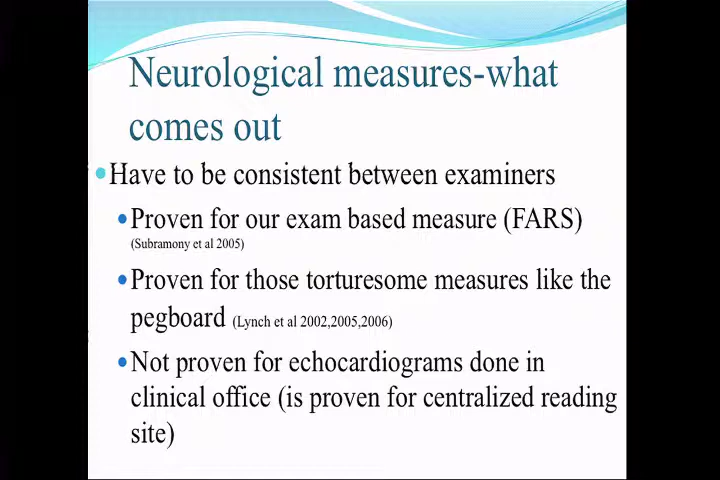 Neurological measures-what
comes out
•Have to be consistent between examiners
•Proven for our exam based measure (FARS)
(Subramony et al 2005)
•Proven for those torturesome measures like the
pegboard (Lynch et al 2002,2005,2006)
•Not proven for echocardiograms done in
clinical office (is proven for centralized reading
site)